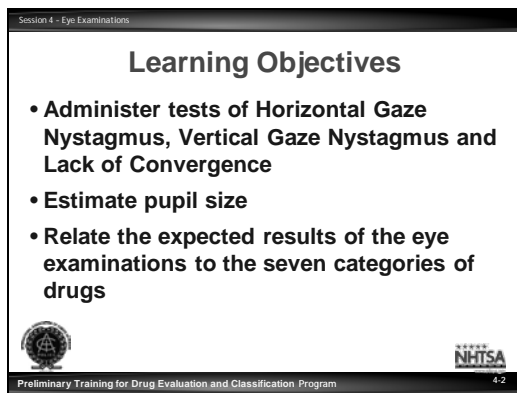 Session 4 - Eye Examinations
Learning Objectives
• Administer tests of Horizontal Gaze
Nystagmus, Vertical Gaze Nystagmus and
Lack of Convergence
• Estimate pupil size
• Relate the expected results of the eye
examinations to the seven categories of
drugs
NHTSA
Preliminary Training for Drug Evaluation and Classification Program
4-2